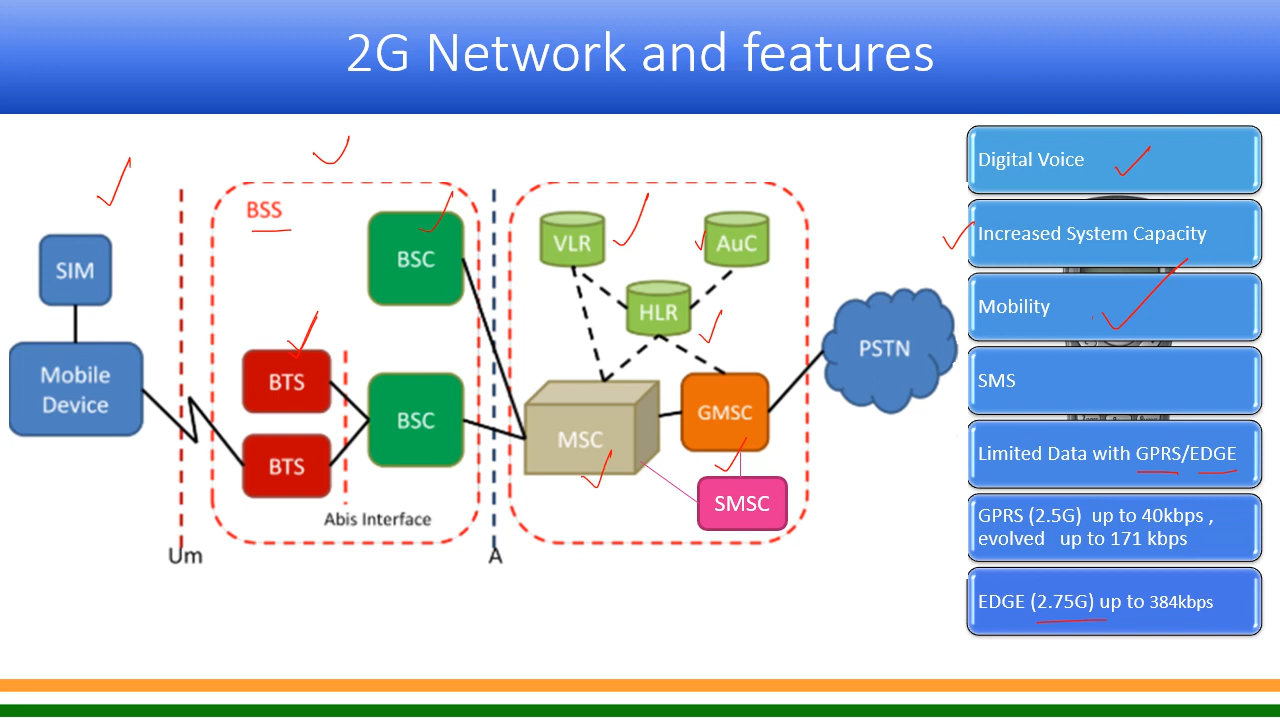 2G Network and features
BSS
SIM
Mobile
Device
BTS
BTS
BSC
BSC
Abis Interface
Um
A
VLR
AuC
HLR
MSC
GMSC
SMSC
PSTN
Digital Voice
Increased System Capacity
Mobility
SMS
Limited Data with GPRS/EDGE
GPRS (2.5G) up to 40kbps ,
evolved up to 171 kbps
EDGE (2.75G) up to 384kbps